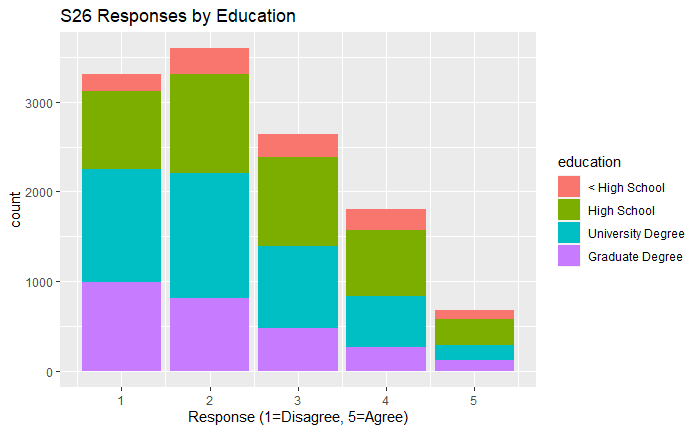 S26 Responses by Education
3000
2000
1000
0
count
1 2 3 4 5
Response (1=Disagree, 5=Agree)
education
< High School
High School
University Degree
Graduate Degree